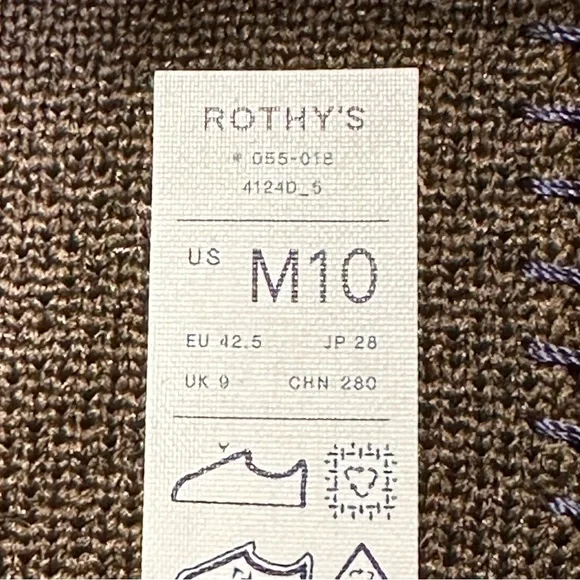 ROTHY'S
# 055-018
4124D_5
US M10
EU 42.5 JP 28
UK 9 CHN 280